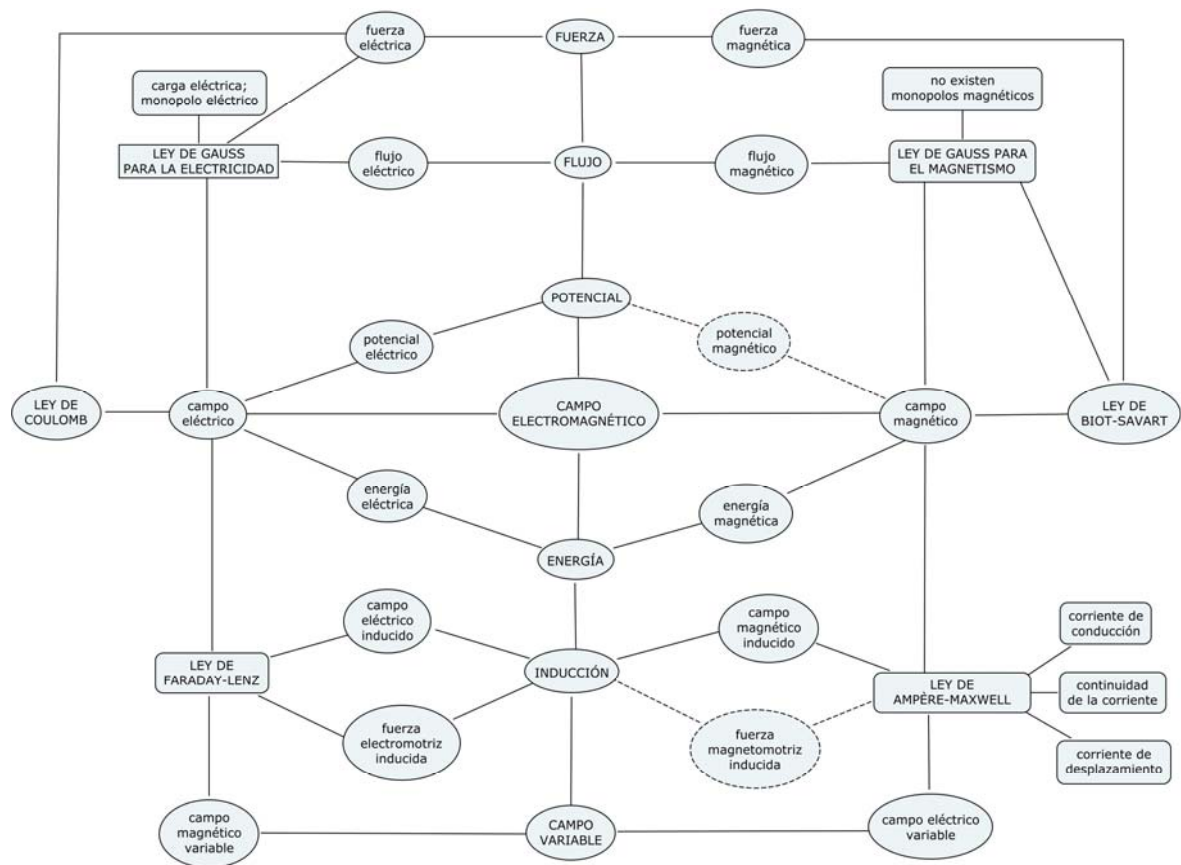 fuerza
eléctrica
FUERZA
fuerza
magnética
carga eléctrica;
monopolo eléctrico
no existen
monopolos magnéticos
LEY DE GAUSS
PARA LA ELECTRICIDAD
flujo
eléctrico
FLUJO
flujo
magnético
LEY DE GAUSS PARA
EL MAGNETISMO
POTENCIAL
potencial
eléctrico
potencial
magnético
LEY DE
COULOMB
campo
eléctrico
CAMPO
ELECTROMAGNÉTICO
campo
magnético
LEY DE
BIOT-SAVART
energía
eléctrica
energía
magnética
ENERGÍA
campo
eléctrico
inducido
campo
magnético
inducido
corriente de
conducción
LEY DE
FARADAY-LENZ
INDUCCIÓN
LEY DE
AMPÈRE-MAXWELL
continuidad
de la corriente
fuerza
electromotriz
inducida
fuerza
magnetomotriz
inducida
corriente de
desplazamiento
campo
magnético
variable
CAMPO
VARIABLE
campo eléctrico
variable